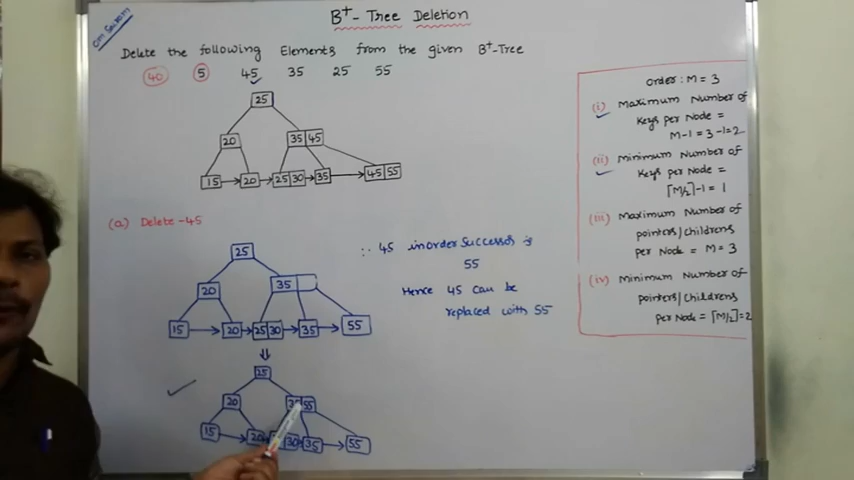 om sairam
B+- Tree Deletion
Delete the following Elements from the given B+-Tree
40 5 45 35 25 55
25
20 35 45
15 20 25 30 35 45 55
(a) Delete -45
25
20 35
15 20 25 30 35 55
25
20 55
15 20 30 35 55
∵ 45 inorder Successor is
55
Hence 45 can be
replaced with 55
order: M = 3
(i) Maximum Number of
Keys per Node =
M-1 = 3-1=2
(ii) Minimum Number of
Keys per Node =
⌈M/2⌉-1 = 1
(iii) Maximum Number of
pointers/childrens
per Node = M = 3
(iv) Minimum Number of
pointers/childrens
per Node = ⌈M/2⌉=2